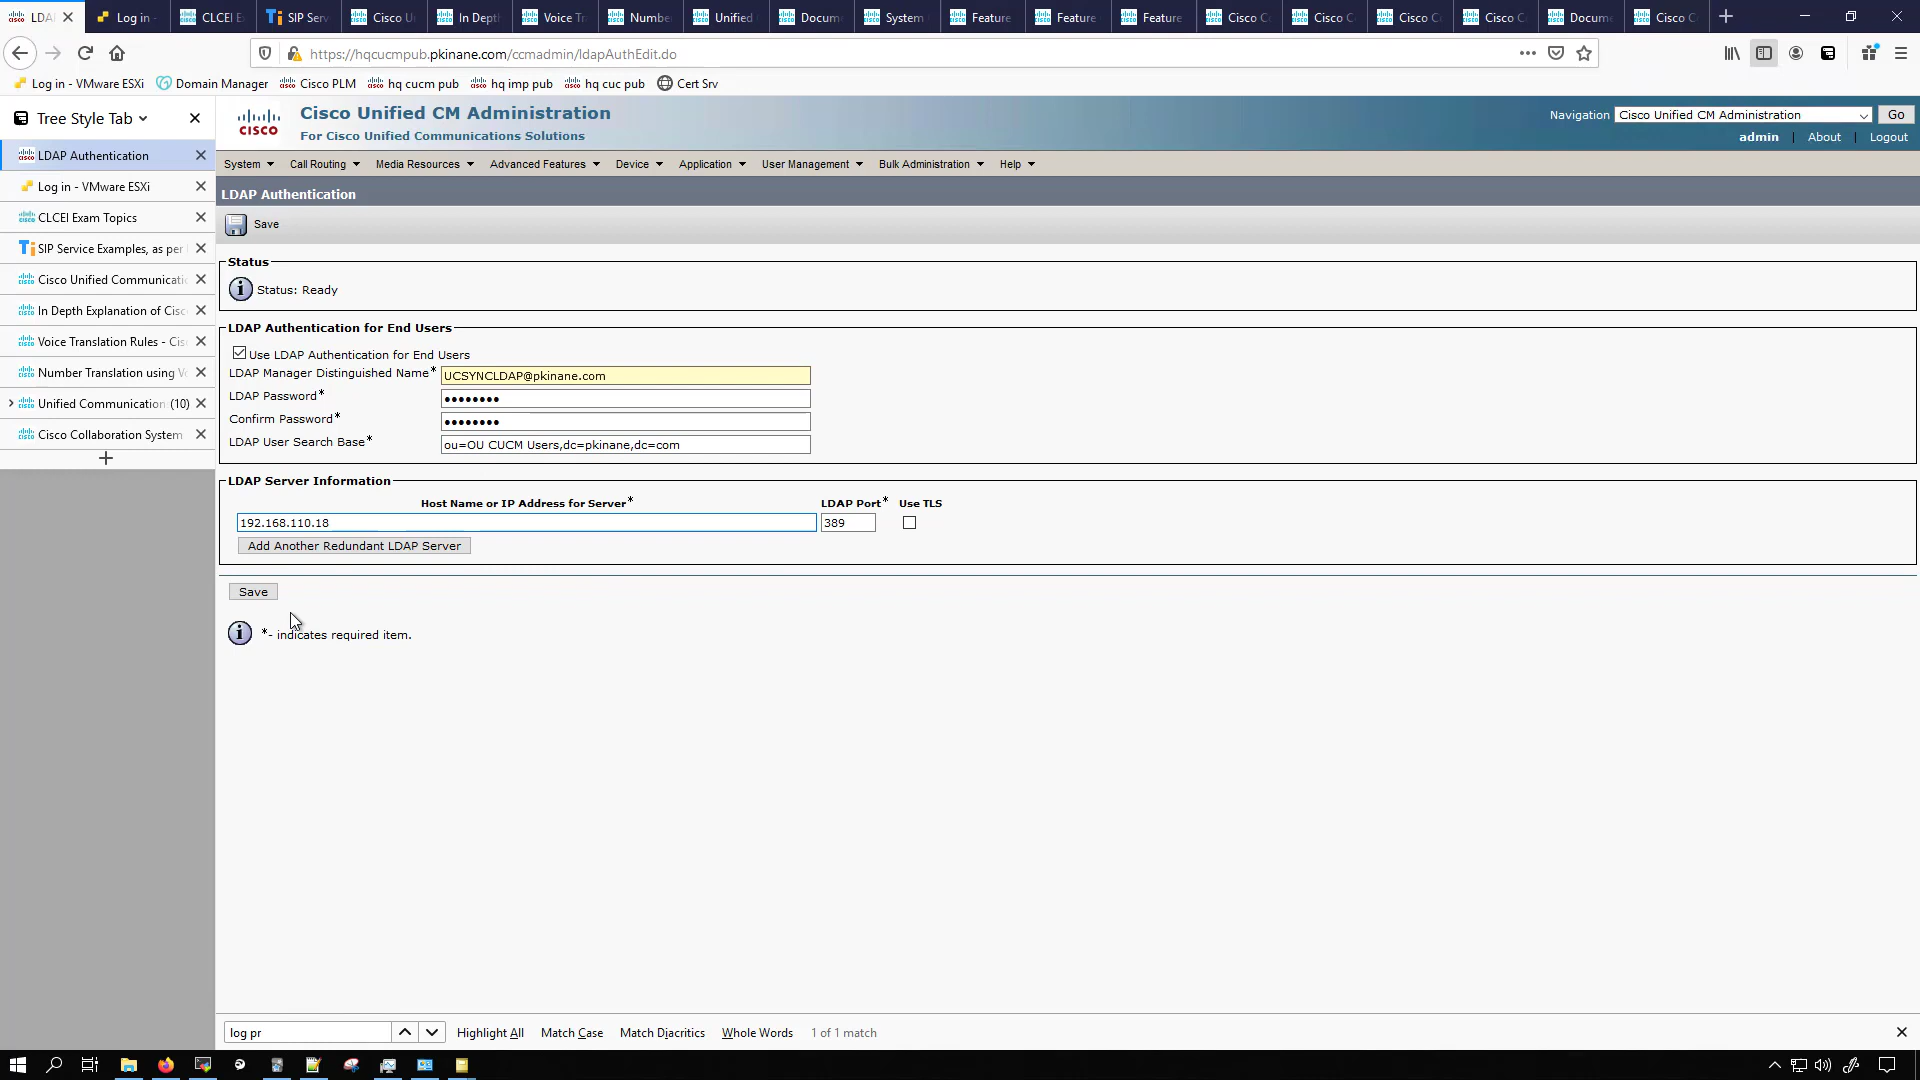 LDA
Log in -
CLCEI E
SIP Serv
Cisco U
In Depth
Voice Tr
Number
Unified
Docum
System
Feature
Feature
Feature
Cisco C
Cisco C
Cisco C
Cisco C
Docum
Cisco C
https://hqcucmpub.pkinane.com/ccmadmin/ldapAuthEdit.do
Log in - VMware ESXi
Domain Manager
Cisco PLM
hq cucm pub
hq imp pub
hq cuc pub
Cert Srv
Tree Style Tab
LDAP Authentication
Log in - VMware ESXi
CLCEI Exam Topics
SIP Service Examples, as per
Cisco Unified Communicati
In Depth Explanation of Cisc
Voice Translation Rules - Cis
Number Translation using V
Unified Communication (10)
Cisco Collaboration System
cisco
Cisco Unified CM Administration
For Cisco Unified Communications Solutions
Navigation Cisco Unified CM Administration Go
admin | About | Logout
System Call Routing Media Resources Advanced Features Device Application User Management Bulk Administration Help
LDAP Authentication
Save
Status
Status: Ready
LDAP Authentication for End Users
Use LDAP Authentication for End Users
LDAP Manager Distinguished Name* UCSYNCLDAP@pkinane.com
LDAP Password* ••••••••
Confirm Password* ••••••••
LDAP User Search Base* ou=OU CUCM Users,dc=pkinane,dc=com
LDAP Server Information
Host Name or IP Address for Server* LDAP Port* Use TLS
192.168.110.18 389
Add Another Redundant LDAP Server
Save
*- indicates required item.
log pr Highlight All Match Case Match Diacritics Whole Words 1 of 1 match